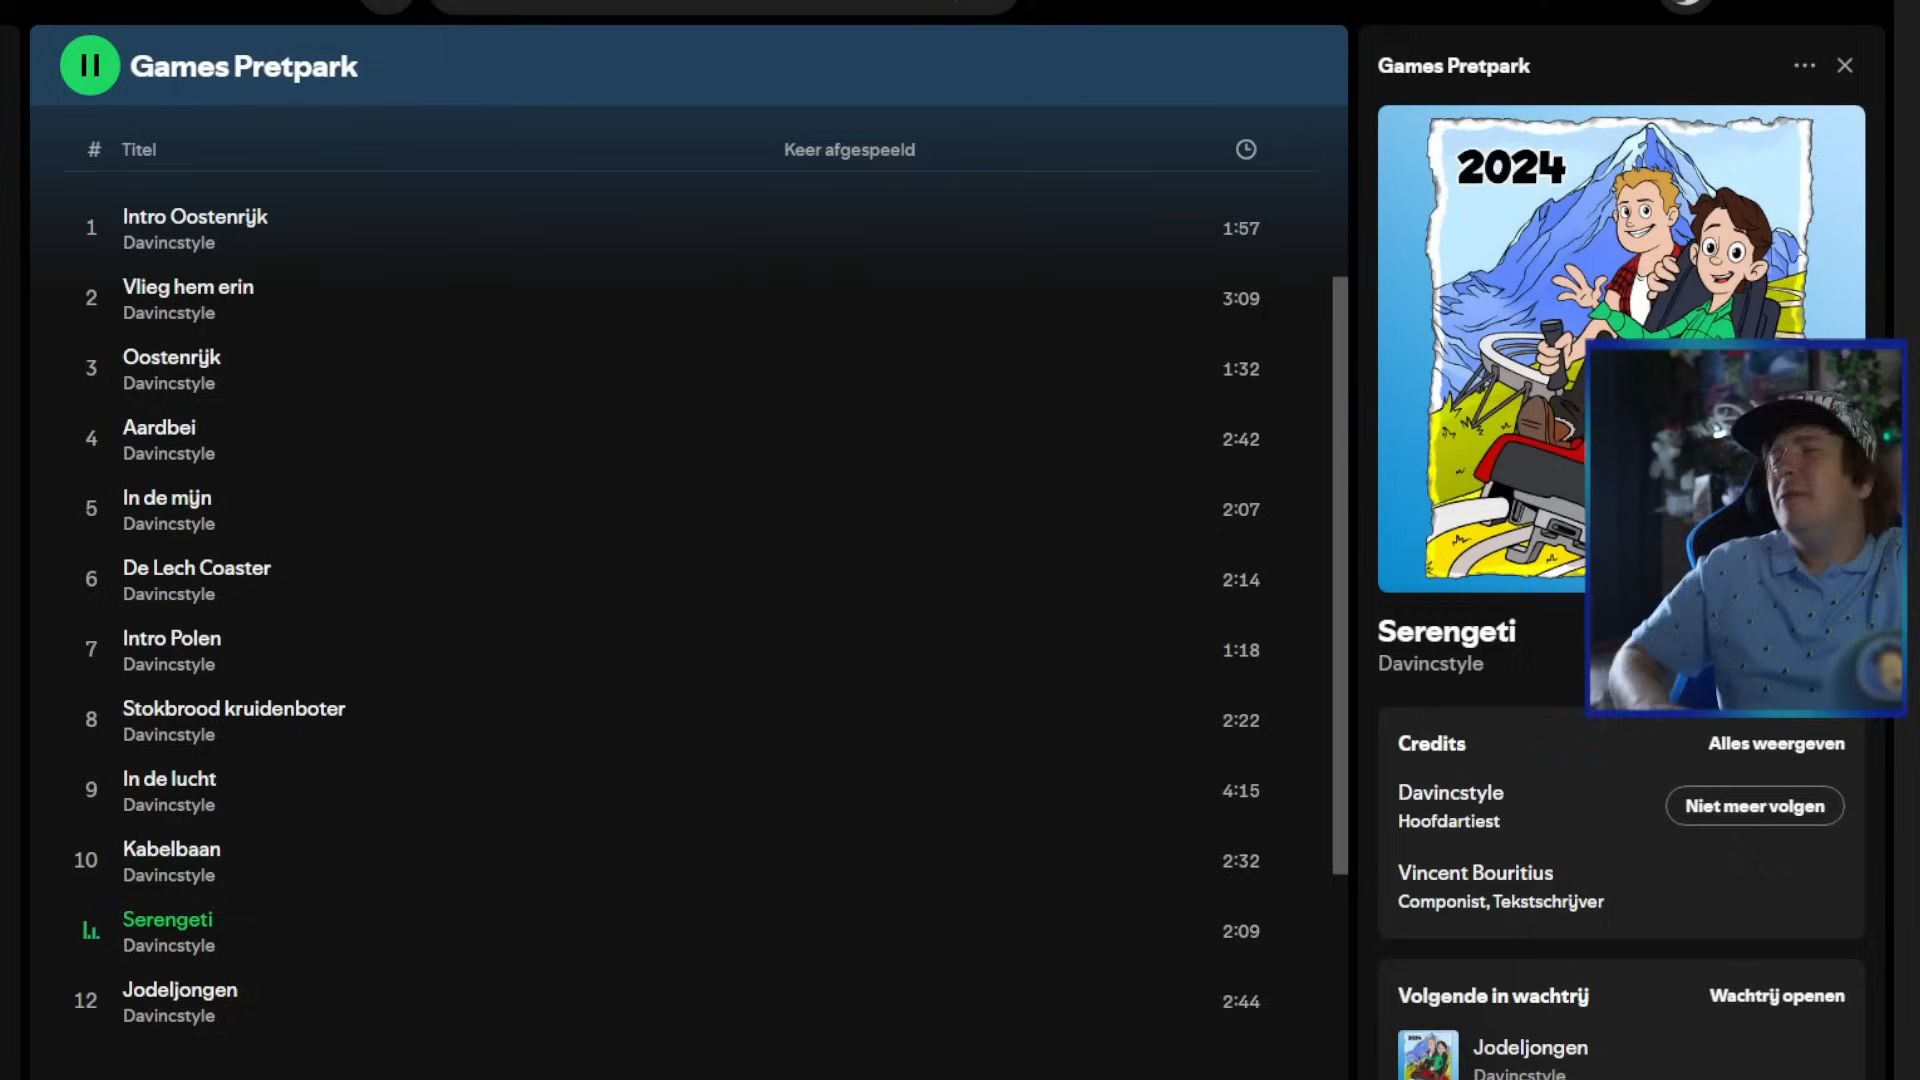 Games Pretpark
# Titel Keer afgespeeld
1 Intro Oostenrijk 1:57
Davincstyle
2 Vlieg hem erin 3:09
Davincstyle
3 Oostenrijk 1:32
Davincstyle
4 Aardbei 2:42
Davincstyle
5 In de mijn 2:07
Davincstyle
6 De Lech Coaster 2:14
Davincstyle
7 Intro Polen 1:18
Davincstyle
8 Stokbrood kruidenboter 2:22
Davincstyle
9 In de lucht 4:15
Davincstyle
10 Kabelbaan 2:32
Davincstyle
Serengeti 2:09
Davincstyle
12 Jodeljongen 2:44
Davincstyle
Games Pretpark
2024
Serengeti
Davincstyle
Credits Alles weergeven
Davincstyle
Hoofdartiest
Niet meer volgen
Vincent Bouritius
Componist, Tekstschrijver
Volgende in wachtrij Wachtrij openen
2024
Jodeljongen
Davincstyle